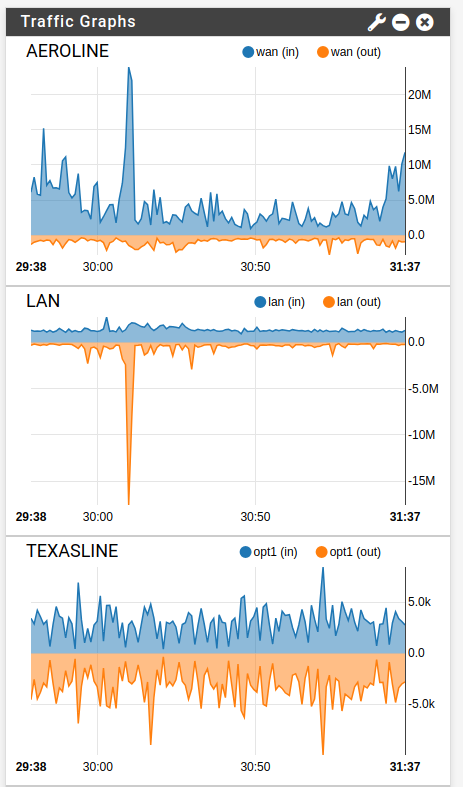 Traffic Graphs
AEROLINE
wan (in) wan (out)
20M
15M
10M
5.0M
0.0
29:38 30:00 30:50 31:37
LAN
lan (in) lan (out)
0.0
-5.0M
-10M
-15M
29:38 30:00 30:50 31:37
TEXASLINE
opt1 (in) opt1 (out)
5.0k
0.0
-5.0k
29:38 30:00 30:50 31:37